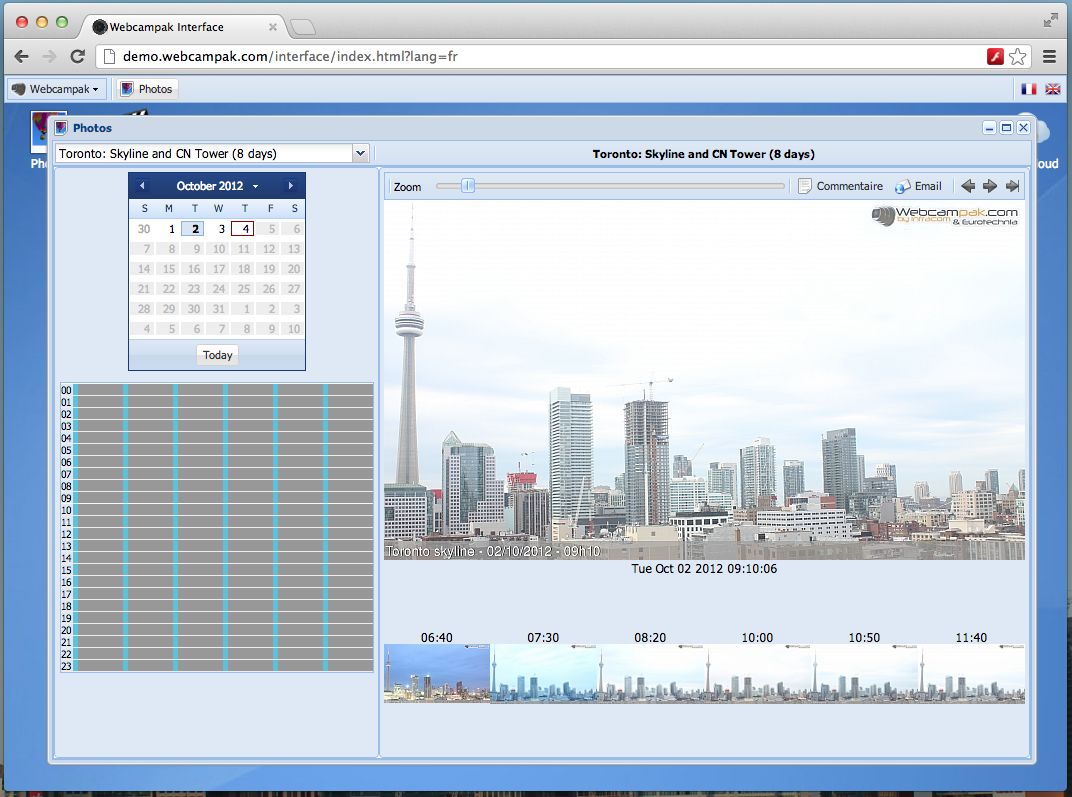 Webcampak Interface
demo.webcampak.com/interface/index.html?lang=fr
Webcampak
Photos
Pho
oud
Photos
Toronto: Skyline and CN Tower (8 days)
Toronto: Skyline and CN Tower (8 days)
October 2012
S M T W T F S
30 1 2 3 4 5 6
7 8 9 10 11 12 13
14 15 16 17 18 19 20
21 22 23 24 25 26 27
28 29 30 31 1 2 3
4 5 6 7 8 9 10
Today
00
01
02
03
04
05
06
07
08
09
10
11
12
13
14
15
16
17
18
19
20
21
22
23
Zoom
Commentaire
Email
Webcampak.com
by infracom & Eurotechnia
Toronto skyline - 02/10/2012 - 09h10
Tue Oct 02 2012 09:10:06
06:40 07:30 08:20 10:00 10:50 11:40